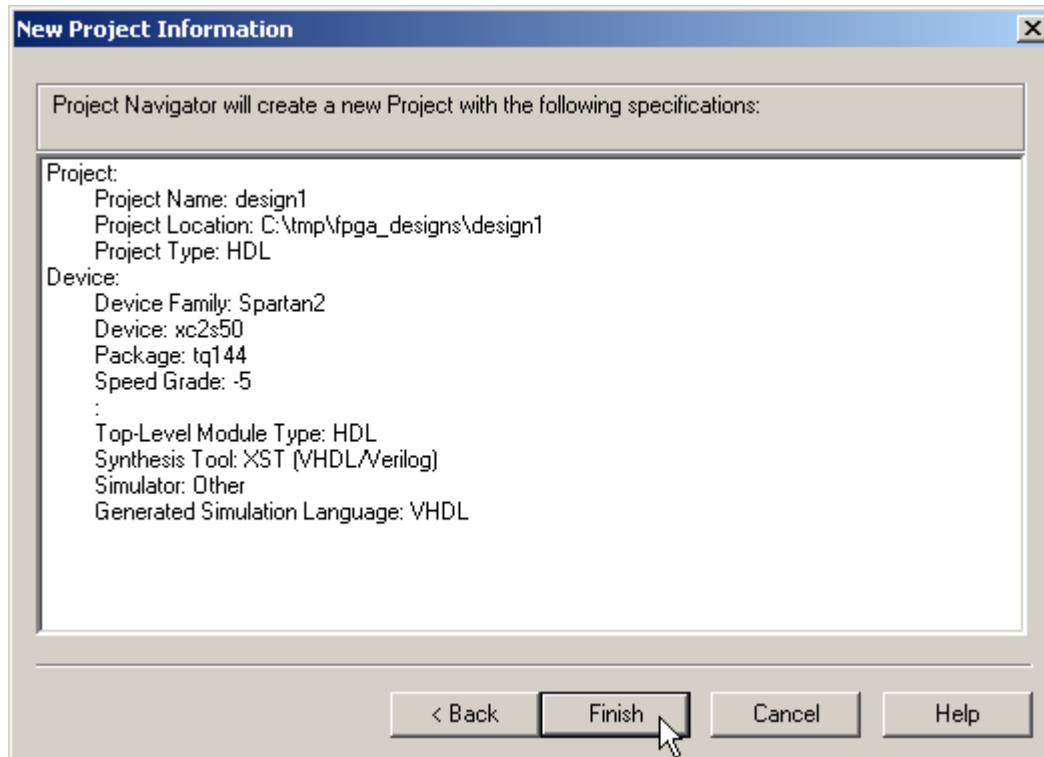 New Project Information
Project Navigator will create a new Project with the following specifications:
Project:
Project Name: design1
Project Location: C:\tmp\fpga_designs\design1
Project Type: HDL
Device:
Device Family: Spartan2
Device: xc2s50
Package: tq144
Speed Grade: -5
:
Top-Level Module Type: HDL
Synthesis Tool: XST (VHDL/Verilog)
Simulator: Other
Generated Simulation Language: VHDL
< Back Finish Cancel Help